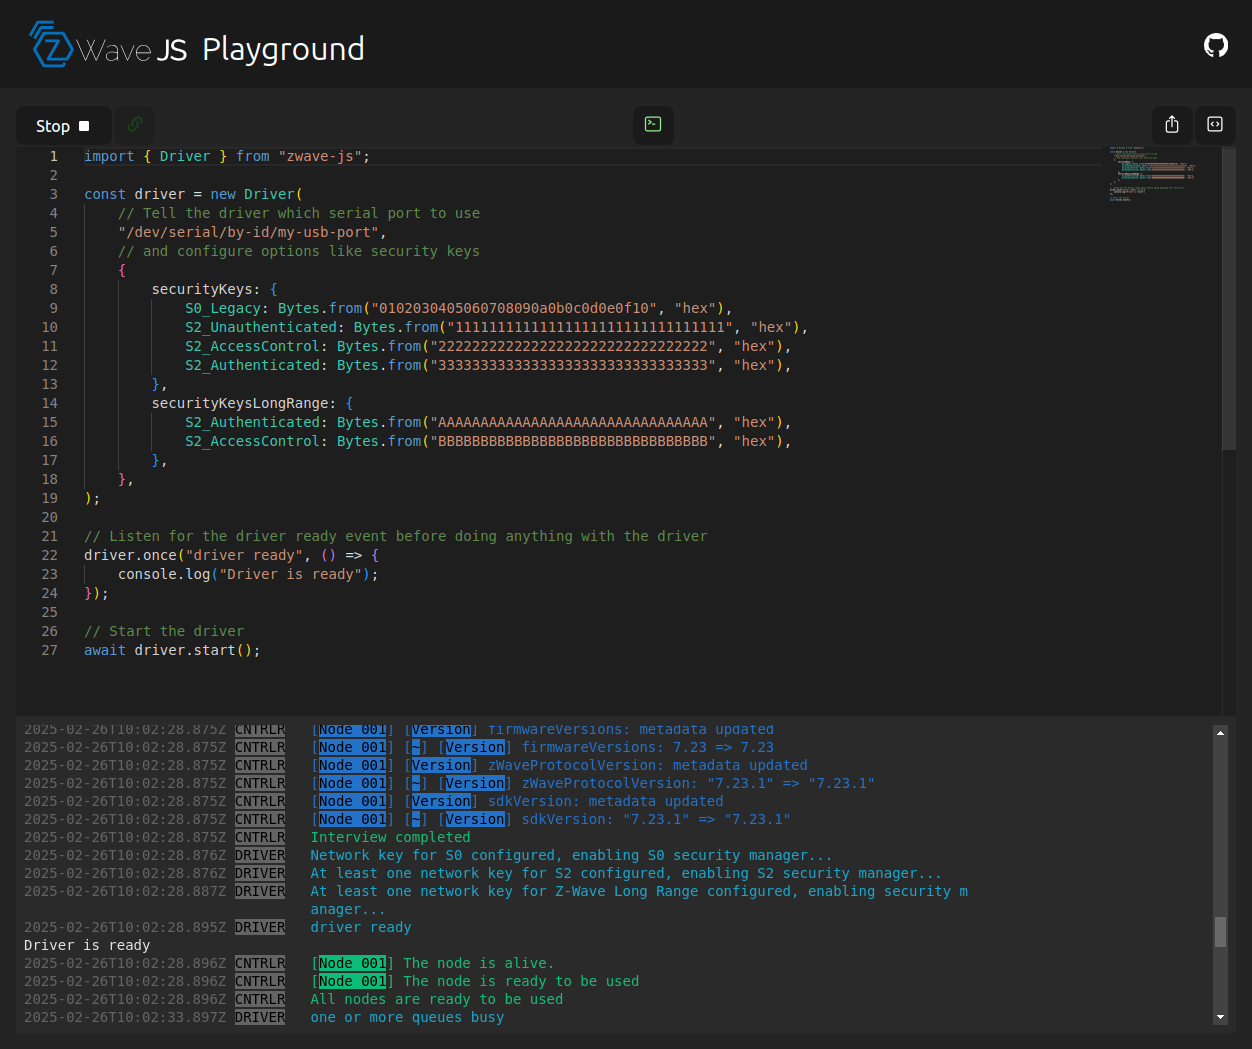 Z Wave JS Playground
Stop
1 import { Driver } from "zwave-js";
2
3 const driver = new Driver(
4 // Tell the driver which serial port to use
5 "/dev/serial/by-id/my-usb-port",
6 // and configure options like security keys
7 {
8 securityKeys: {
9 S0_Legacy: Bytes.from("0102030405060708090a0b0c0d0e0f10", "hex"),
10 S2_Unauthenticated: Bytes.from("11111111111111111111111111111111", "hex"),
11 S2_AccessControl: Bytes.from("22222222222222222222222222222222", "hex"),
12 S2_Authenticated: Bytes.from("33333333333333333333333333333333", "hex"),
13 },
14 securityKeysLongRange: {
15 S2_Authenticated: Bytes.from("AAAAAAAAAAAAAAAAAAAAAAAAAAAAAAAA", "hex"),
16 S2_AccessControl: Bytes.from("BBBBBBBBBBBBBBBBBBBBBBBBBBBBBBBB", "hex"),
17 },
18 },
19 );
20
21 // Listen for the driver ready event before doing anything with the driver
22 driver.once("driver ready", () => {
23 console.log("Driver is ready");
24 });
25
26 // Start the driver
27 await driver.start();
2025-02-26T10:02:28.875Z CNTRLR [Node 001] [Version] firmwareVersions: metadata updated
2025-02-26T10:02:28.875Z CNTRLR [Node 001] [~] [Version] firmwareVersions: 7.23 => 7.23
2025-02-26T10:02:28.875Z CNTRLR [Node 001] [Version] zWaveProtocolVersion: metadata updated
2025-02-26T10:02:28.875Z CNTRLR [Node 001] [~] [Version] zWaveProtocolVersion: "7.23.1" => "7.23.1"
2025-02-26T10:02:28.875Z CNTRLR [Node 001] [Version] sdkVersion: metadata updated
2025-02-26T10:02:28.875Z CNTRLR [Node 001] [~] [Version] sdkVersion: "7.23.1" => "7.23.1"
2025-02-26T10:02:28.875Z CNTRLR Interview completed
2025-02-26T10:02:28.876Z DRIVER Network key for S0 configured, enabling S0 security manager...
2025-02-26T10:02:28.876Z DRIVER At least one network key for S2 configured, enabling S2 security manager...
2025-02-26T10:02:28.887Z DRIVER At least one network key for Z-Wave Long Range configured, enabling security m
anager...
2025-02-26T10:02:28.895Z DRIVER driver ready
Driver is ready
2025-02-26T10:02:28.896Z CNTRLR [Node 001] The node is alive.
2025-02-26T10:02:28.896Z CNTRLR [Node 001] The node is ready to be used
2025-02-26T10:02:28.896Z CNTRLR All nodes are ready to be used
2025-02-26T10:02:33.897Z DRIVER one or more queues busy